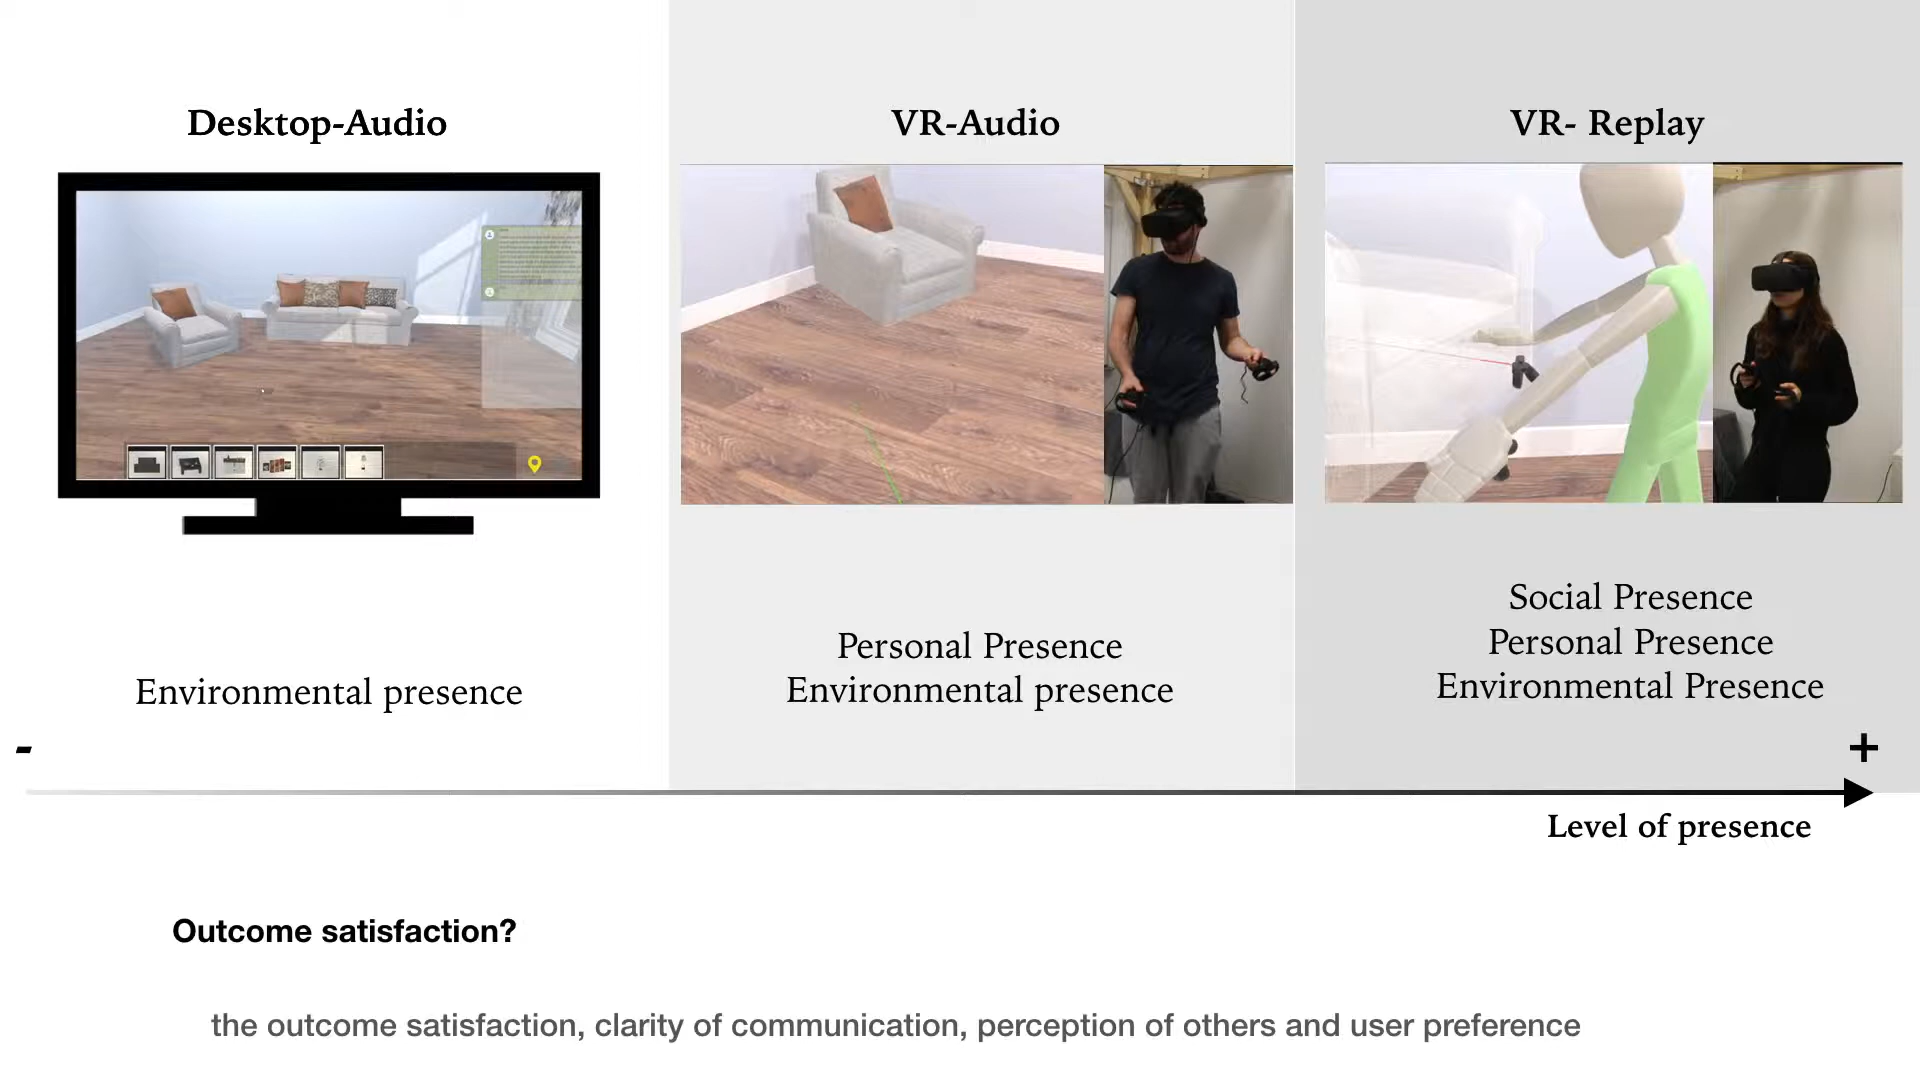 Desktop-Audio
VR-Audio
VR- Replay
Environmental presence
Personal Presence
Environmental presence
Social Presence
Personal Presence
Environmental Presence
-
+
Level of presence
Outcome satisfaction?
the outcome satisfaction, clarity of communication, perception of others and user preference